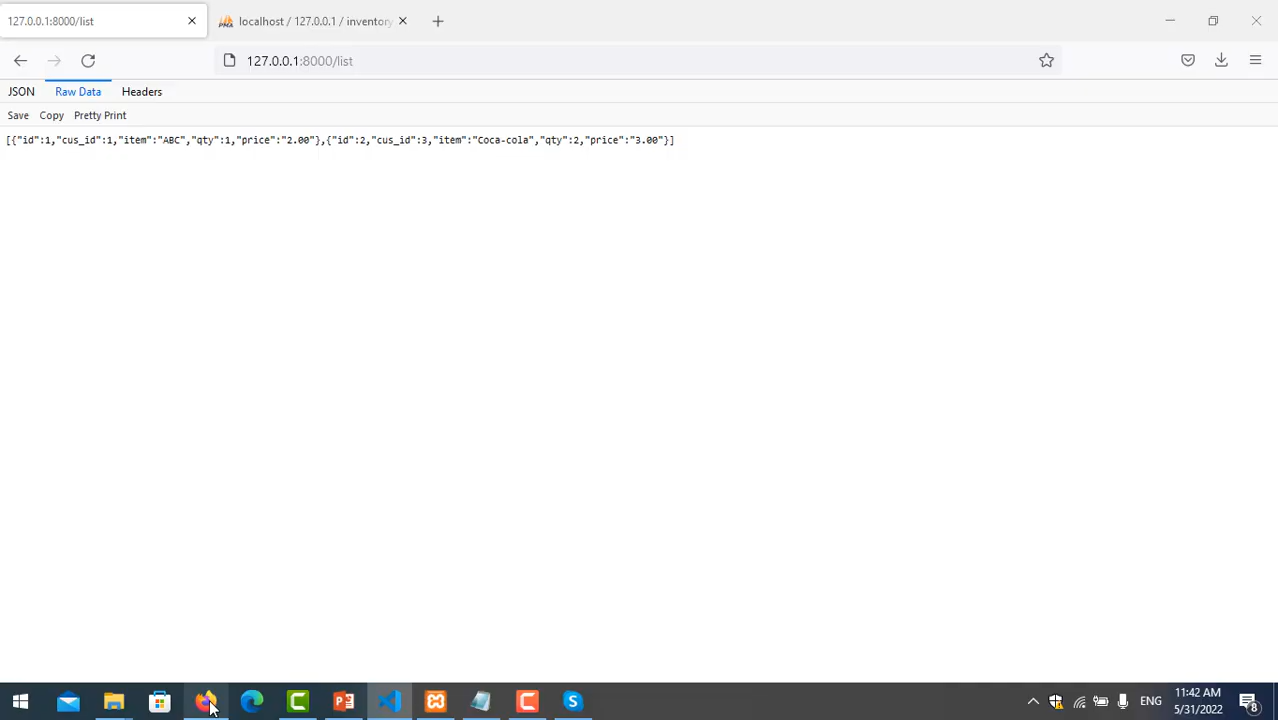 127.0.0.1:8000/list
localhost / 127.0.0.1 / inventory
127.0.0.1:8000/list
JSON Raw Data Headers
Save Copy Pretty Print
[{"id":1,"cus_id":1,"item":"ABC","qty":1,"price":"2.00"},{"id":2,"cus_id":3,"item":"Coca-cola","qty":2,"price":"3.00"}]
ENG
11:42 AM
5/31/2022
8